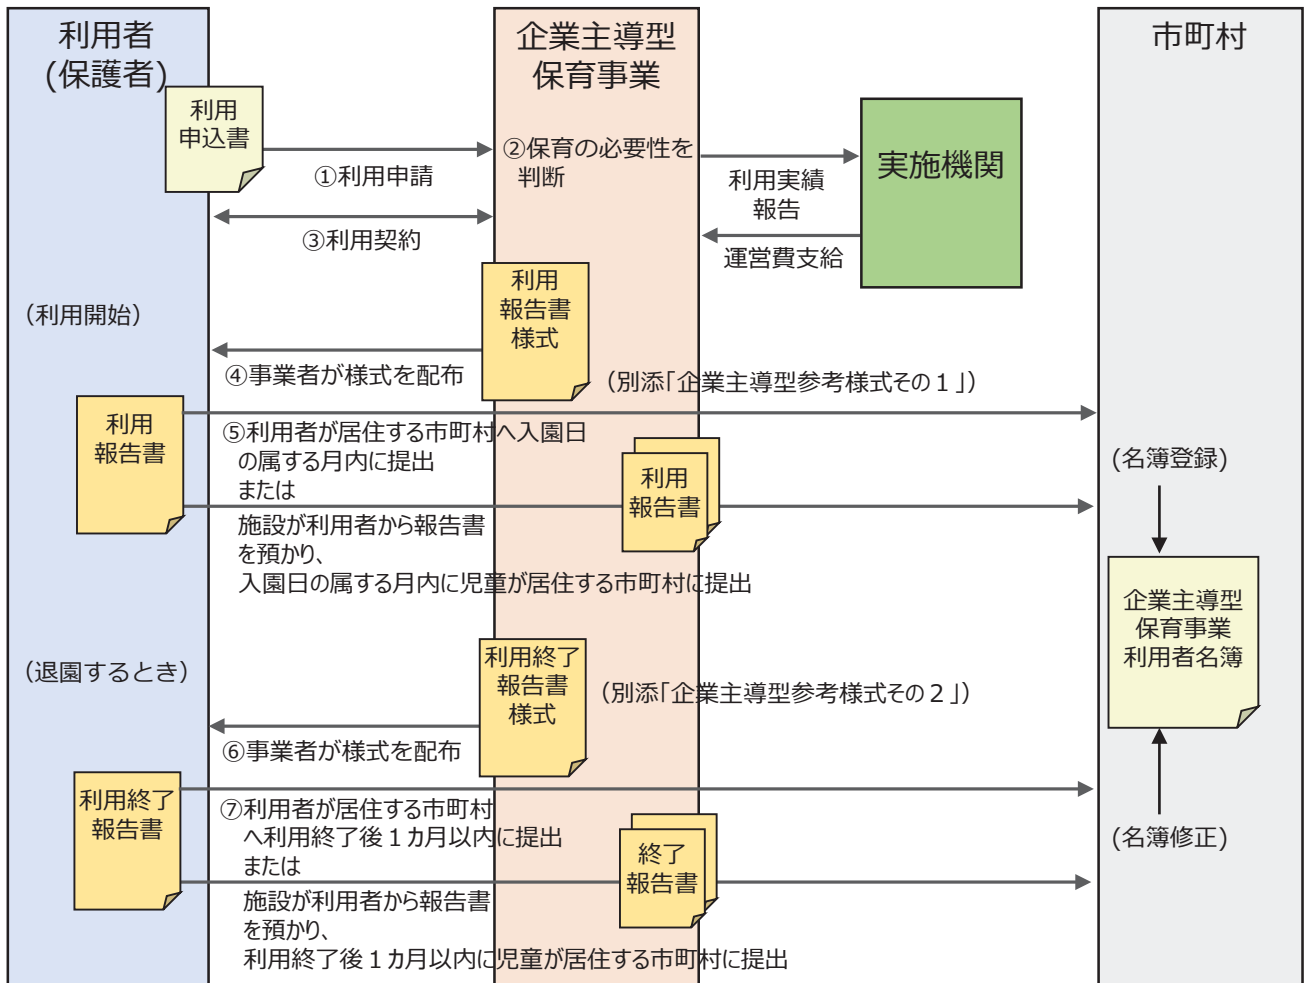 利用者
(保護者)
企業主導型
保育事業
市町村
利用
申込書
①利用申請
②保育の必要性を
判断
利用実績
報告
実施機関
③利用契約
運営費支給
利用
報告書
様式
(利用開始)
④事業者が様式を配布
(別添「企業主導型参考様式その１」)
利用
報告書
⑤利用者が居住する市町村へ入園日
の属する月内に提出
または
利用
報告書
施設が利用者から報告書
を預かり、
入園日の属する月内に児童が居住する市町村に提出
(名簿登録)
企業主導型
保育事業
利用者名簿
(名簿修正)
(退園するとき)
利用終了
報告書
様式
(別添「企業主導型参考様式その２」)
⑥事業者が様式を配布
利用終了
報告書
⑦利用者が居住する市町村
へ利用終了後１カ月以内に提出
または
終了
報告書
施設が利用者から報告書
を預かり、
利用終了後１カ月以内に児童が居住する市町村に提出